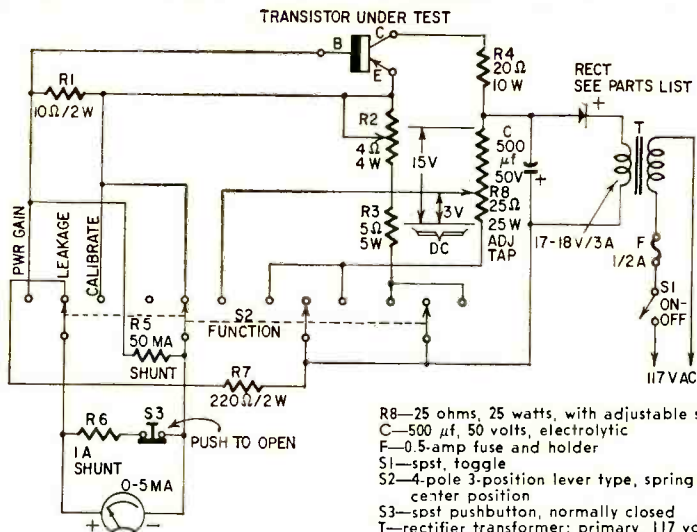 TRANSISTOR UNDER TEST
C
B
E
R4
20Ω
10 W
RECT
SEE PARTS LIST
+
T
R1
10Ω/2 W
R2
4Ω
4W
15V
C
500
μf
50V
+
R8
25Ω
25W
ADJ
TAP
3V
DC
R3
5Ω
5W
17-18V/3A
F
1/2A
S1
ON-
OFF
117 VAC
PWR GAIN
LEAKAGE
CALIBRATE
S2
FUNCTION
R5
50 MA
SHUNT
R7
220Ω/2W
R6
1A
SHUNT
S3
PUSH TO OPEN
0-5MA
+
-
R8—25 ohms, 25 watts, with adjustable
C—500 μf, 50 volts, electrolytic
F—0.5-amp fuse and holder
S1—spst, toggle
S2—4-pole 3-position lever type, spring
center position
S3—spst pushbutton, normally closed
T—rectifier transformer: primary, 117